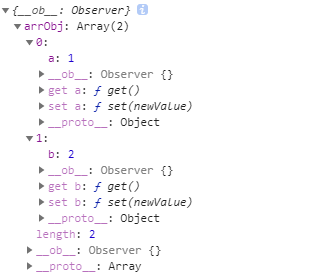 ▼{__ob__: Observer} i
▼arrObj: Array(2)
▼0:
a: 1
▶__ob__: Observer {}
▶get a: ƒ get()
▶set a: ƒ set(newValue)
▶__proto__: Object
▼1:
b: 2
▶__ob__: Observer {}
▶get b: ƒ get()
▶set b: ƒ set(newValue)
▶__proto__: Object
length: 2
▶__ob__: Observer {}
▶__proto__: Array